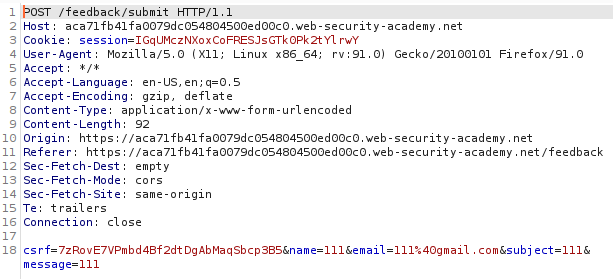 1 POST /feedback/submit HTTP/1.1
2 Host: aca71fb41fa0079dc054804500ed00c0.web-security-academy.net
3 Cookie: session=IGqUMczNXoxCoFRESJsGTk0Pk2tYlrwY
4 User-Agent: Mozilla/5.0 (X11; Linux x86_64; rv:91.0) Gecko/20100101 Firefox/91.0
5 Accept: */*
6 Accept-Language: en-US,en;q=0.5
7 Accept-Encoding: gzip, deflate
8 Content-Type: application/x-www-form-urlencoded
9 Content-Length: 92
10 Origin: https://aca71fb41fa0079dc054804500ed00c0.web-security-academy.net
11 Referer: https://aca71fb41fa0079dc054804500ed00c0.web-security-academy.net/feedback
12 Sec-Fetch-Dest: empty
13 Sec-Fetch-Mode: cors
14 Sec-Fetch-Site: same-origin
15 Te: trailers
16 Connection: close
17
18 csrf=7zRovE7VPmbd4Bf2dtDgAbMaqSbcp3B5&name=111&email=111%40gmail.com&subject=111&
message=111